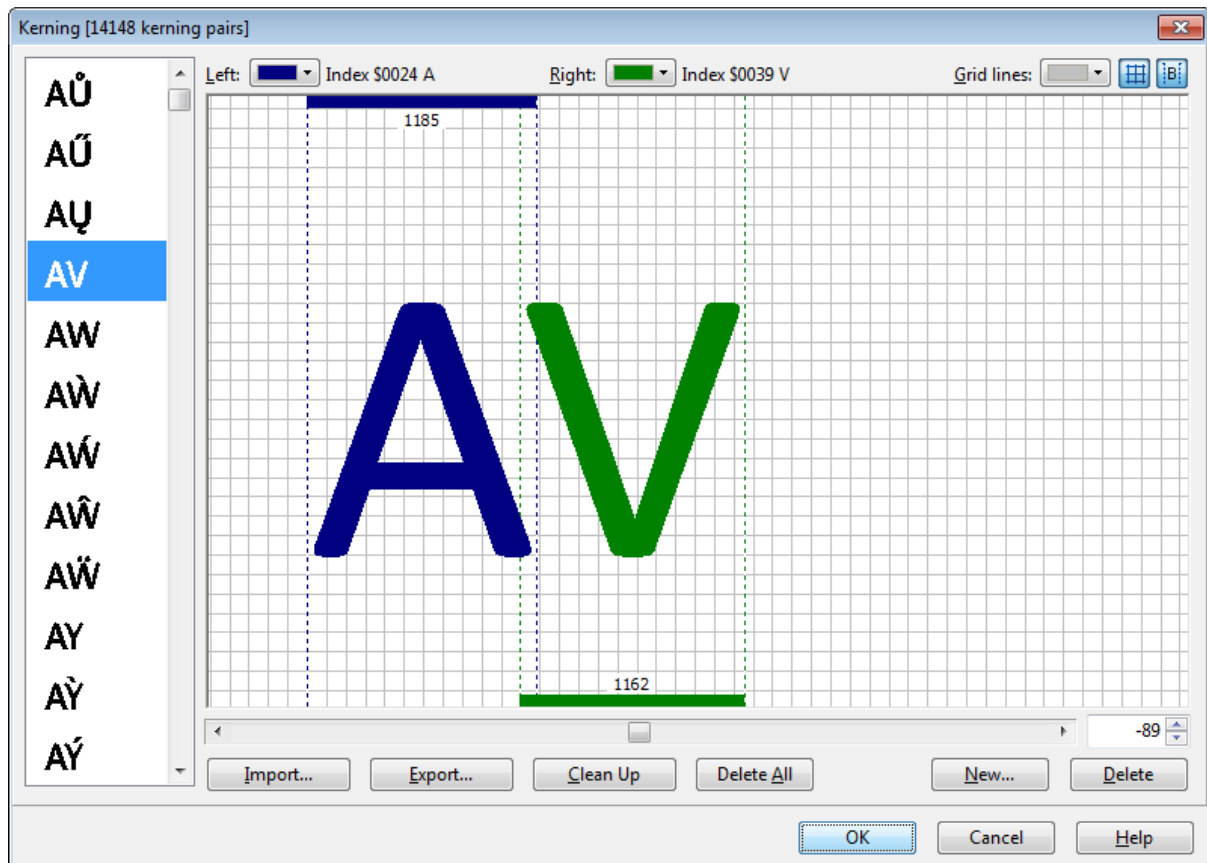 Kerning [14148 kerning pairs]
Left: Index $0024 A Right: Index $0039 V Grid lines: B
AŮ
AŰ
AŲ
AV
AW
AẀ
AẂ
AŴ
AẄ
AY
AỲ
AÝ
1185
AV
1162
-89
Import... Export... Clean Up Delete All New... Delete
OK Cancel Help